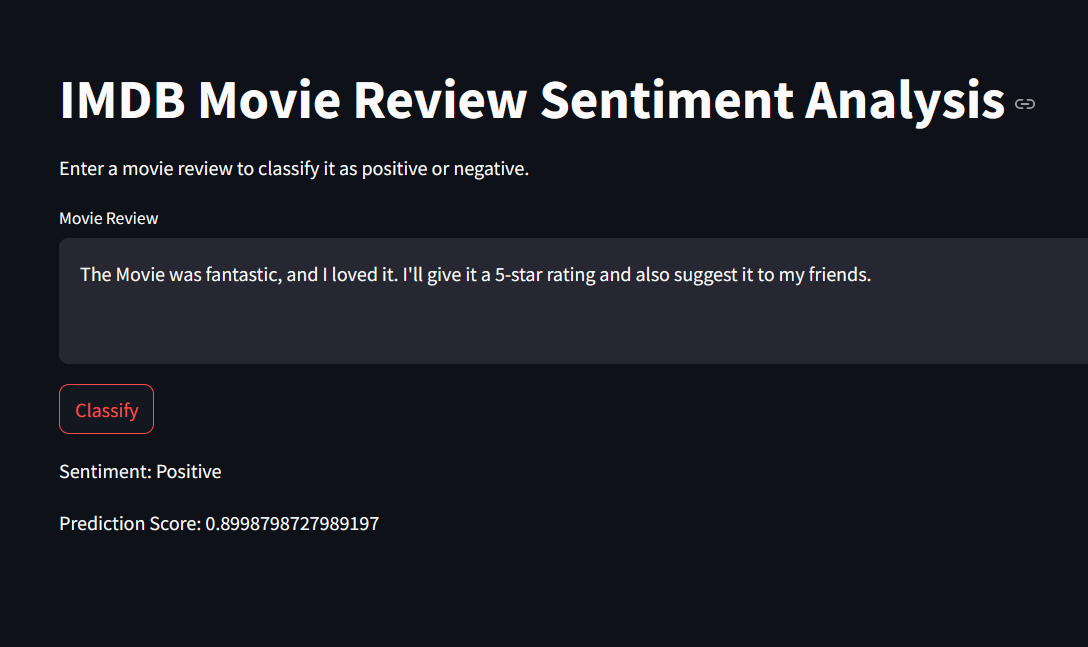 IMDB Movie Review Sentiment Analysis
Enter a movie review to classify it as positive or negative.
Movie Review
The Movie was fantastic, and I loved it. I'll give it a 5-star rating and also suggest it to my friends.
Classify
Sentiment: Positive
Prediction Score: 0.8998798727989197